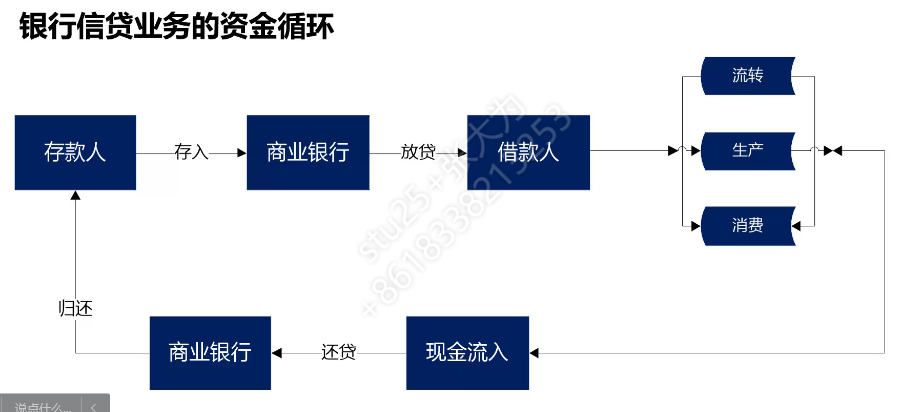 银行信贷业务的资金循环
流转
存款人
存入
商业银行
放贷
借款人
生产
消费
stu25+张大为
+8618338219253
归还
商业银行
还贷
现金流入
说点什么...